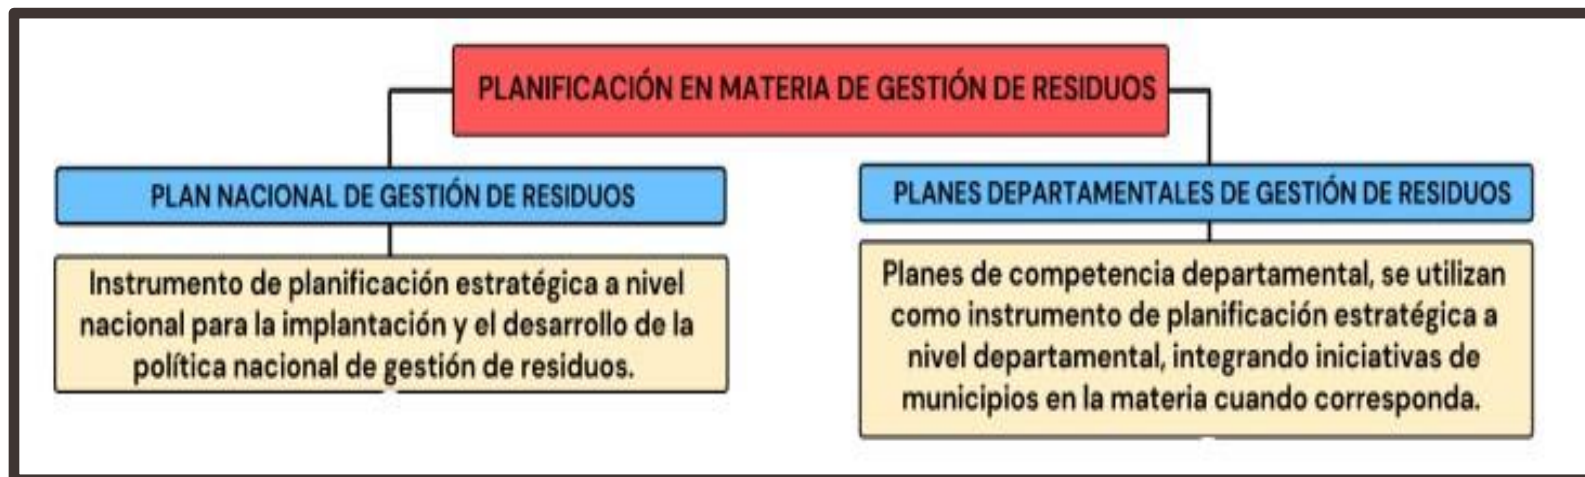 PLANIFICACIÓN EN MATERIA DE GESTIÓN DE RESIDUOS
PLAN NACIONAL DE GESTIÓN DE RESIDUOS
Instrumento de planificación estratégica a nivel
nacional para la implantación y el desarrollo de la
política nacional de gestión de residuos.
PLANES DEPARTAMENTALES DE GESTIÓN DE RESIDUOS
Planes de competencia departamental, se utilizan
como instrumento de planificación estratégica a
nivel departamental, integrando iniciativas de
municipios en la materia cuando corresponda.